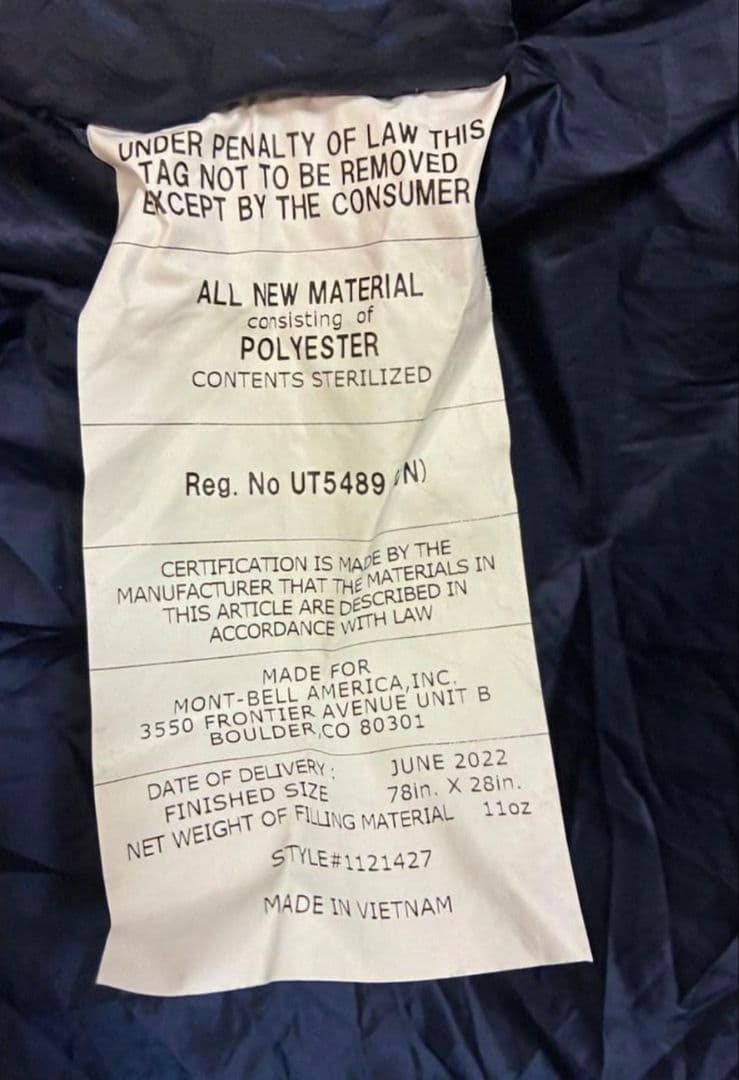 UNDER PENALTY OF LAW THIS
TAG NOT TO BE REMOVED
EXCEPT BY THE CONSUMER
ALL NEW MATERIAL
consisting of
POLYESTER
CONTENTS STERILIZED
Reg. No UT5489 N)
CERTIFICATION IS MADE BY THE
MANUFACTURER THAT THE MATERIALS IN
THIS ARTICLE ARE DESCRIBED IN
ACCORDANCE WITH LAW
MADE FOR
MONT-BELL AMERICA,INC.
3550 FRONTIER AVENUE UNIT B
BOULDER,CO 80301
DATE OF DELIVERY: JUNE 2022
FINISHED SIZE 78in. X 28in.
NET WEIGHT OF FILLING MATERIAL 11oz
STYLE#1121427
MADE IN VIETNAM